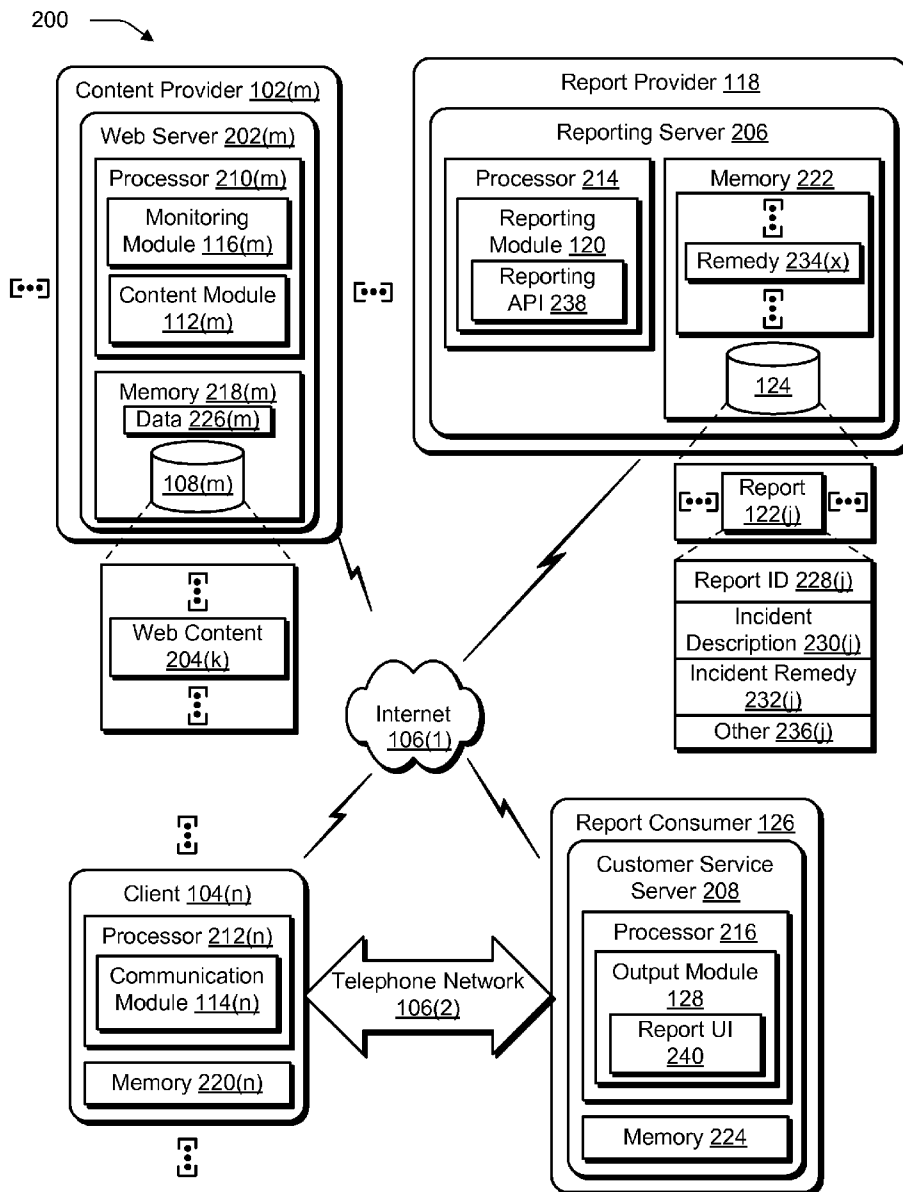 200
Content Provider 102(m)
Web Server 202(m)
Processor 210(m)
Monitoring
Module 116(m)
Content Module
112(m)
Memory 218(m)
Data 226(m)
108(m)
Web Content
204(k)
Report Provider 118
Reporting Server 206
Processor 214
Reporting
Module 120
Reporting
API 238
Memory 222
Remedy 234(x)
124
Report
122(j)
Report ID 228(j)
Incident
Description 230(j)
Incident Remedy
232(j)
Other 236(j)
Internet
106(1)
Client 104(n)
Processor 212(n)
Communication
Module 114(n)
Memory 220(n)
Telephone Network
106(2)
Report Consumer 126
Customer Service
Server 208
Processor 216
Output Module
128
Report UI
240
Memory 224